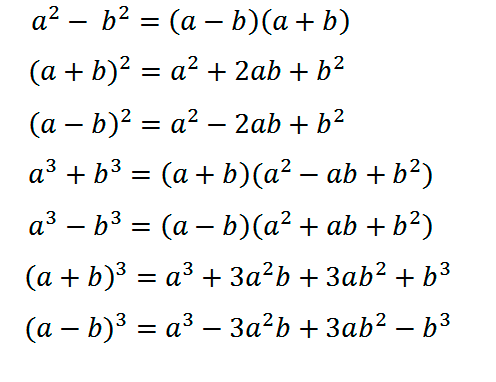 a² − b² = (a − b)(a + b)
(a + b)² = a² + 2ab + b²
(a − b)² = a² − 2ab + b²
a³ + b³ = (a + b)(a² − ab + b²)
a³ − b³ = (a − b)(a² + ab + b²)
(a + b)³ = a³ + 3a²b + 3ab² + b³
(a − b)³ = a³ − 3a²b + 3ab² − b³